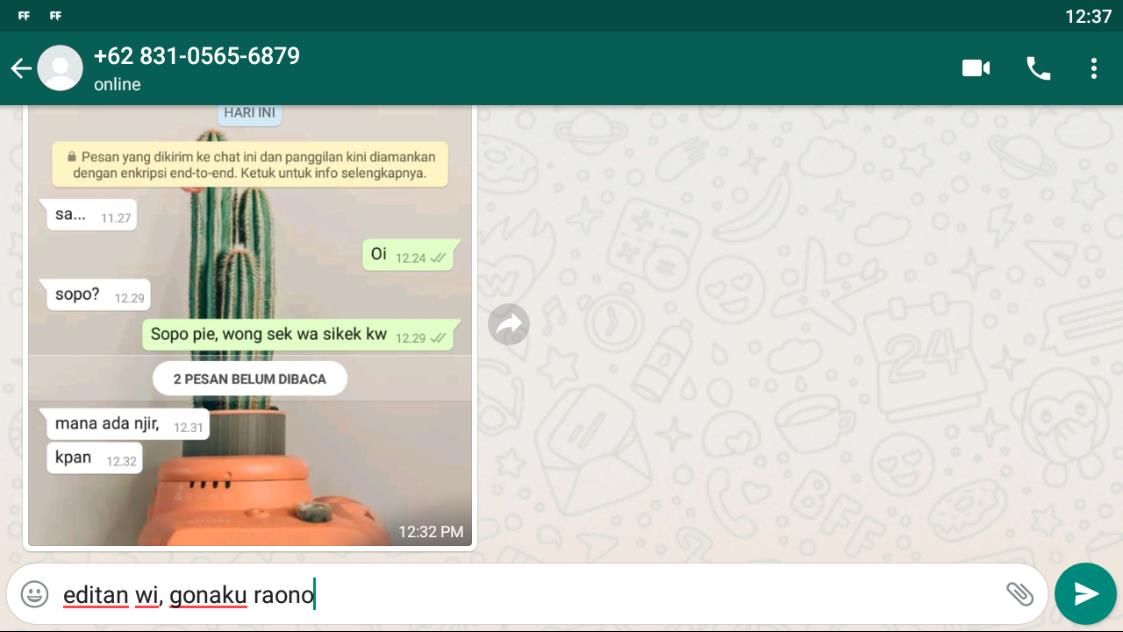 FF FF 12:37
+62 831-0565-6879
online
HARI INI
Pesan yang dikirim ke chat ini dan panggilan kini diamankan
dengan enkripsi end-to-end. Ketuk untuk info selengkapnya.
sa... 11.27
Oi 12.24
sopo? 12.29
Sopo pie, wong sek wa sikek kw 12.29
2 PESAN BELUM DIBACA
mana ada njir, 12.31
kpan 12.32
12:32 PM
editan wi, gonaku raono